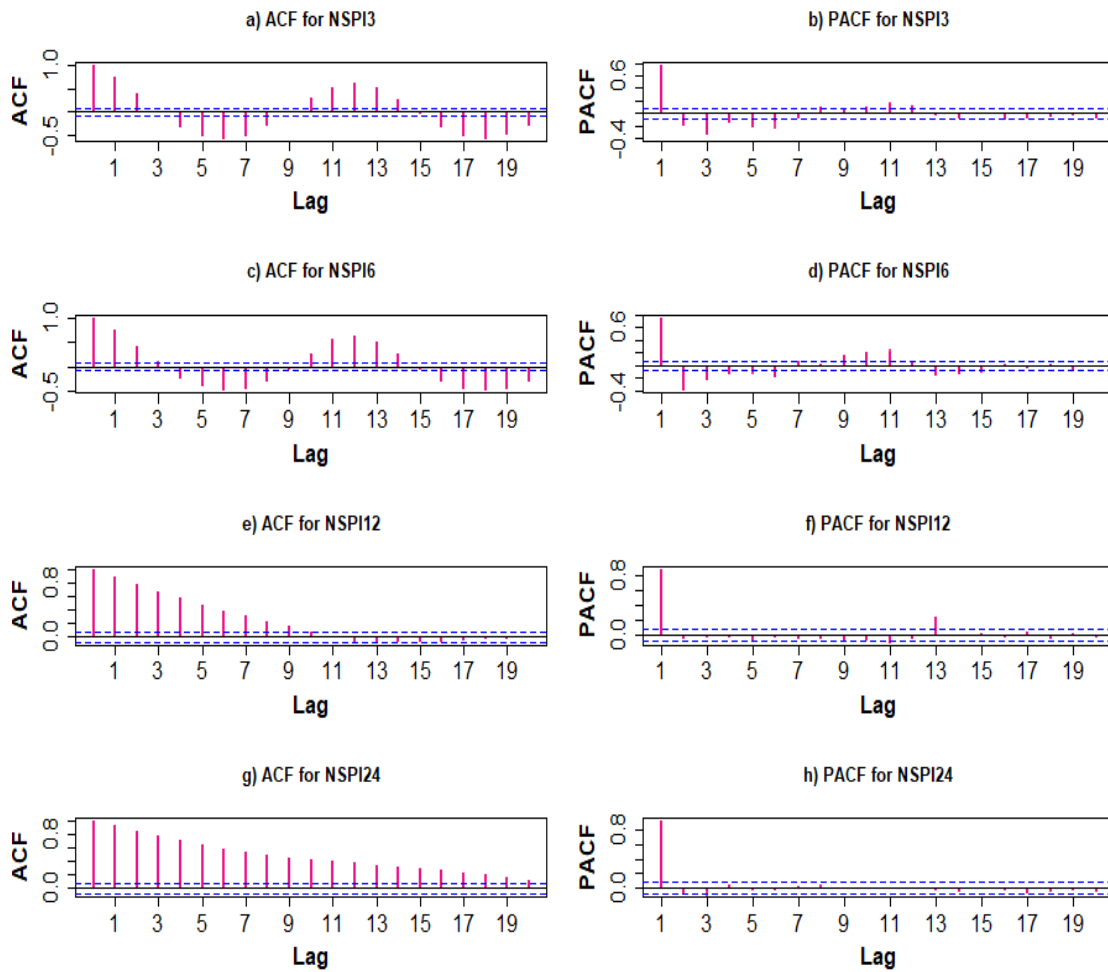 a) ACF for NSPI3
ACF
1.0
-0.5
1 3 5 7 9 11 13 15 17 19
Lag
b) PACF for NSPI3
PACF
0.6
-0.4
1 3 5 7 9 11 13 15 17 19
Lag
c) ACF for NSPI6
ACF
1.0
-0.5
1 3 5 7 9 11 13 15 17 19
Lag
d) PACF for NSPI6
PACF
0.6
-0.4
1 3 5 7 9 11 13 15 17 19
Lag
e) ACF for NSPI12
ACF
0.8
0.0
1 3 5 7 9 11 13 15 17 19
Lag
f) PACF for NSPI12
PACF
0.8
0.0
1 3 5 7 9 11 13 15 17 19
Lag
g) ACF for NSPI24
ACF
0.8
0.0
1 3 5 7 9 11 13 15 17 19
Lag
h) PACF for NSPI24
PACF
0.8
0.0
1 3 5 7 9 11 13 15 17 19
Lag